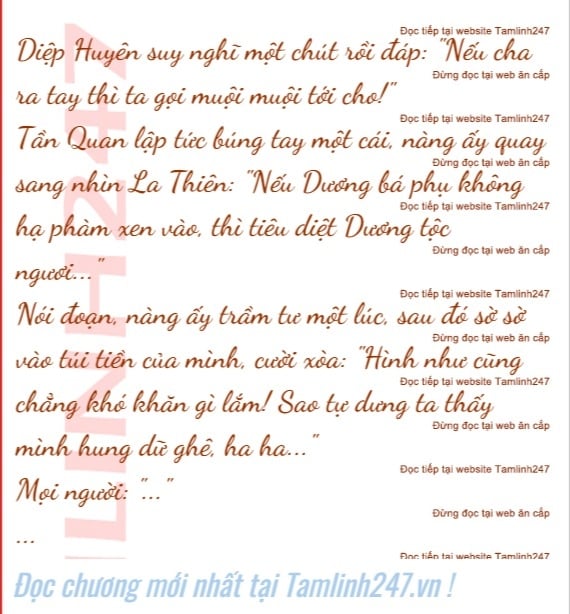 Đọc tiếp tại website Tamlinh247
Diệp Huyên suy nghĩ một chút rồi đáp: "Nếu cha
Đừng đọc tại web ăn cắp
ra tay thì ta gọi muội muội tới cho!"
Đọc tiếp tại website Tamlinh247
Tần Quan lập tức búng tay một cái, nàng ấy quay
Đừng đọc tại web ăn cắp
sang nhìn La Thiên: "Nếu Dương bá phụ không
Đọc tiếp tại website Tamlinh247
hạ phàm xen vào, thì tiêu diệt Dương tộc
Đừng đọc tại web ăn cắp
ngươi..."
Đọc tiếp tại website Tamlinh247
Nói đoạn, nàng ấy trầm tư một lúc, sau đó sờ sờ
Đừng đọc tại web ăn cắp
vào túi tiền của mình, cười xòa: "Hình như cũng
Đọc tiếp tại website Tamlinh247
chẳng khó khăn gì lắm! Sao tự dưng ta thấy
Đừng đọc tại web ăn cắp
mình hung dữ ghê, ha ha..."
Đọc tiếp tại website Tamlinh247
Mọi người: "..."
Đừng đọc tại web ăn cắp
...
Đọc tiếp tại website Tamlinh247
LINH247
Đọc chương mới nhất tại Tamlinh247.vn !